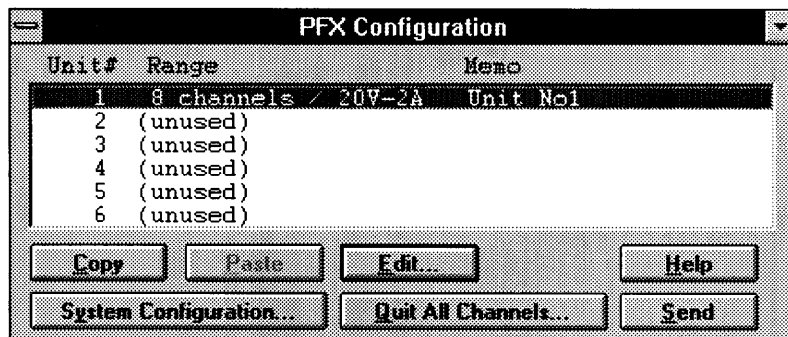 PFX Configuration
Unit# Range Memo
1 8 channels / 20V-2A Unit No1
2 (unused)
3 (unused)
4 (unused)
5 (unused)
6 (unused)
Copy Paste Edit... Help
System Configuration... Quit All Channels... Send